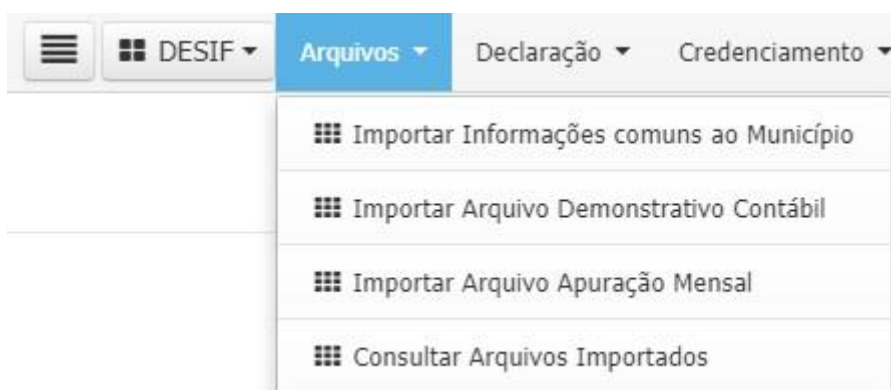 DESIF Arquivos Declaração Credenciamento
Importar Informações comuns ao Município
Importar Arquivo Demonstrativo Contábil
Importar Arquivo Apuração Mensal
Consultar Arquivos Importados